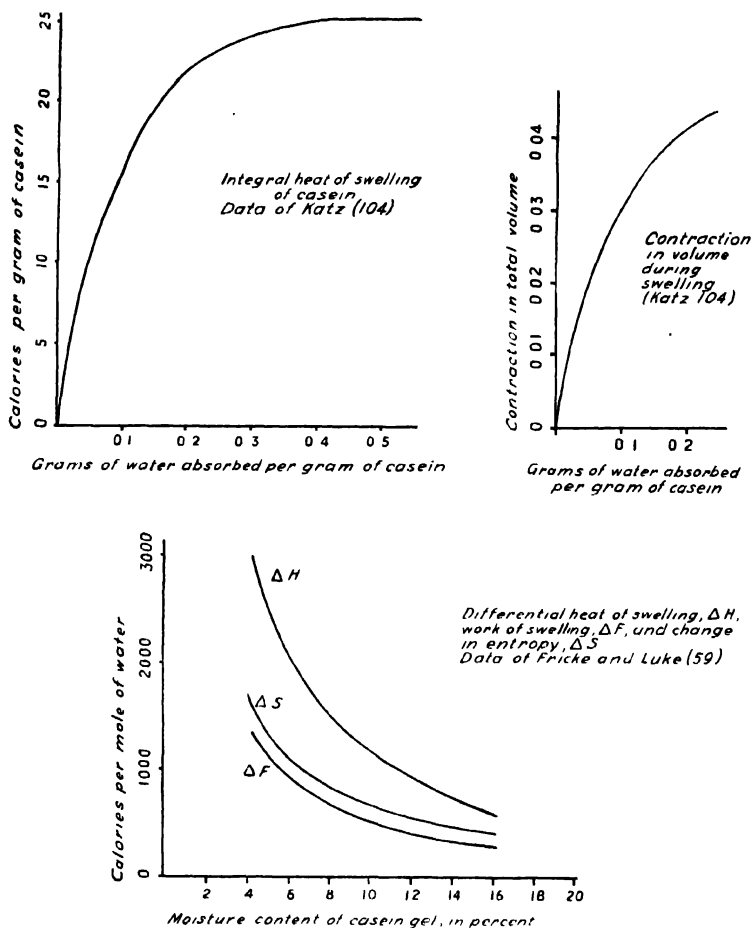 25
20
15
10
5
0
Calories per gram of casein
Integral heat of swelling
of casein
Data of Katz (104)
0 1 0 2 0 3 0 4 0 5
Grams of water absorbed per gram of casein
0 04
0 03
0 02
0 01
0
Contraction in total volume
Contraction
in volume
during
swelling
(Katz 104)
0 1 0 2
Grams of water absorbed
per gram of casein
3000
2000
1000
0
Calories per mole of water
ΔH
ΔS
ΔF
Differential heat of swelling, ΔH,
work of swelling, ΔF, and change
in entropy, ΔS
Data of Fricke and Luke (59)
2 4 6 8 10 12 14 16 18 20
Moisture content of casein gel, in percent